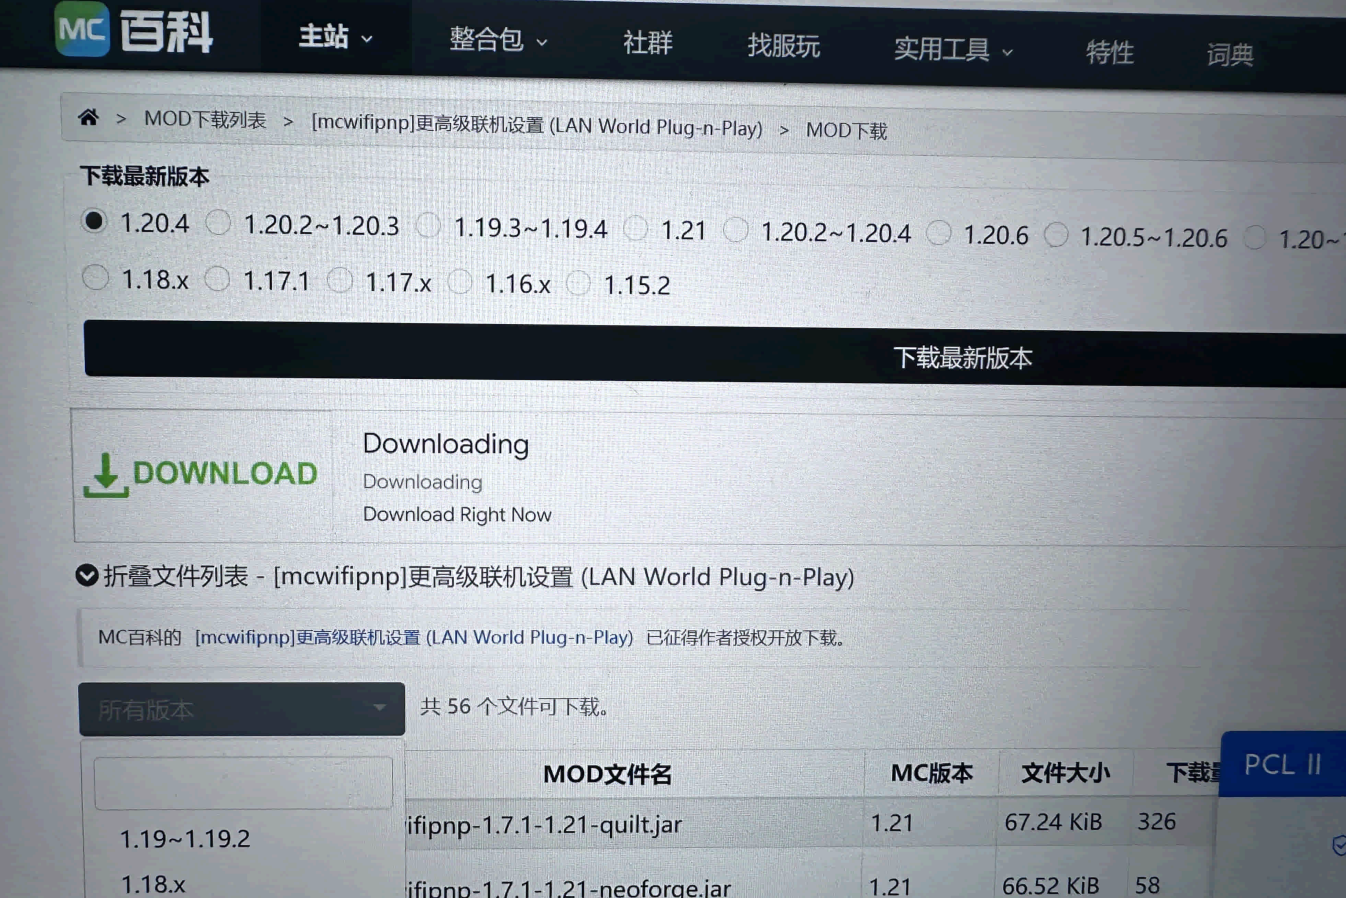 MC百科 主站 整合包 社群 找服玩 实用工具 特性 词典
> MOD下载列表 > [mcwifipnp]更高级联机设置 (LAN World Plug-n-Play) > MOD下载
下载最新版本
1.20.4 1.20.2~1.20.3 1.19.3~1.19.4 1.21 1.20.2~1.20.4 1.20.6 1.20.5~1.20.6 1.20~
1.18.x 1.17.1 1.17.x 1.16.x 1.15.2
下载最新版本
DOWNLOAD
Downloading
Downloading
Download Right Now
折叠文件列表 - [mcwifipnp]更高级联机设置 (LAN World Plug-n-Play)
MC百科的 [mcwifipnp]更高级联机设置 (LAN World Plug-n-Play) 已征得作者授权开放下载。
所有版本 共 56 个文件可下载。
MOD文件名 MC版本 文件大小 下载
PCL II
ifipnp-1.7.1-1.21-quilt.jar 1.21 67.24 KiB 326
1.19~1.19.2
1.18.x
ifipnp-1.7.1-1.21-neoforge.jar 1.21 66.52 KiB 58